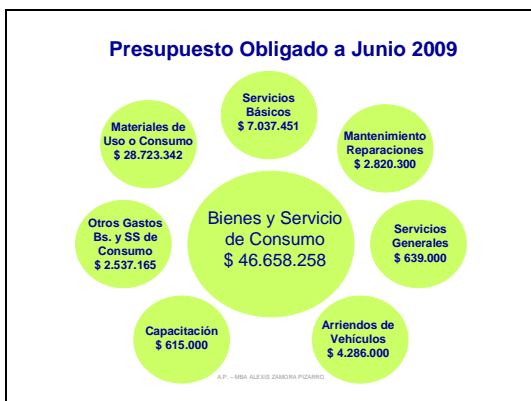 Presupuesto Obligado a Junio 2009
Servicios
Básicos
$ 7.037.451
Materiales de
Uso o Consumo
$ 28.723.342
Mantenimiento
Reparaciones
$ 2.820.300
Otros Gastos
Bs. y SS de
Consumo
$ 2.537.165
Bienes y Servicio
de Consumo
$ 46.658.258
Servicios
Generales
$ 639.000
Capacitación
$ 615.000
Arriendos de
Vehículos
$ 4.286.000
A.P. – MBA ALEXIS ZAMORA PIZARRO